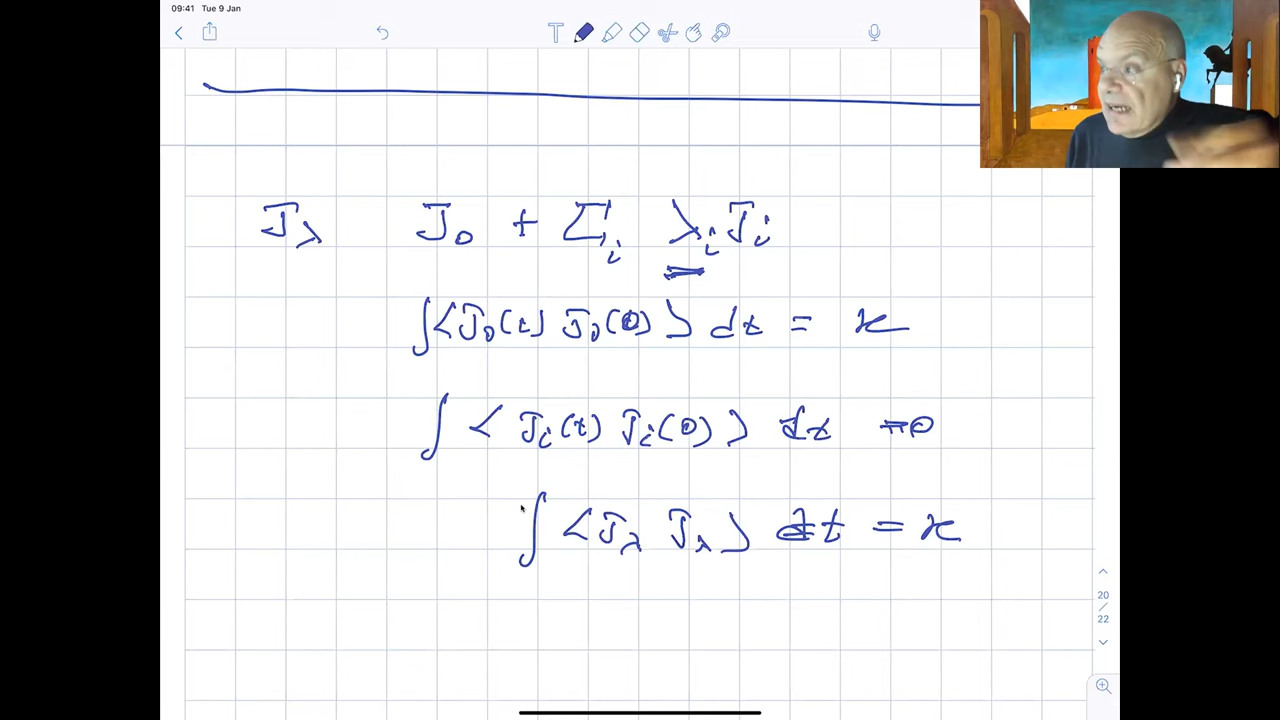 09:41 Tue 9 Jan
T
J_λ J_0 + Σ_i λ_i J_i
∫⟨J_0(t) J_0(0)⟩ dt = κ
∫ ⟨ J_i(t) J_i(0) ⟩ dt = 0
∫ ⟨J_λ J_λ⟩ dt = κ
20
/
22